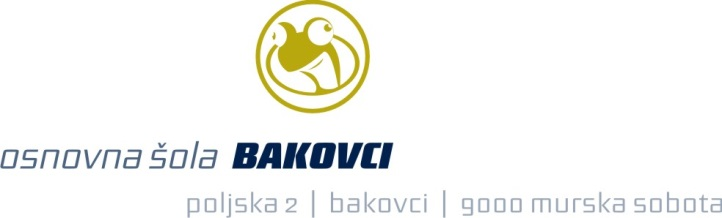 osnovna šola BAKOVCI
poljska 2 | bakovci | 9000 murska sobota